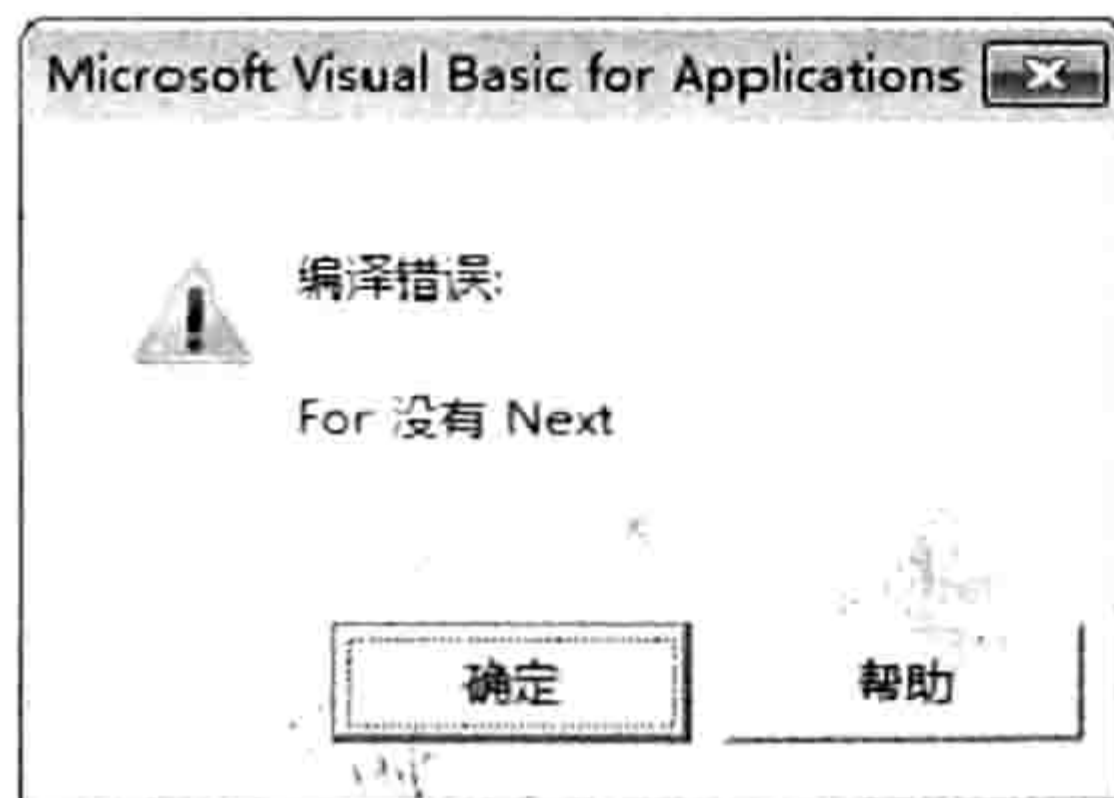 Microsoft Visual Basic for Applications
编译错误:
For 没有 Next
确定
帮助